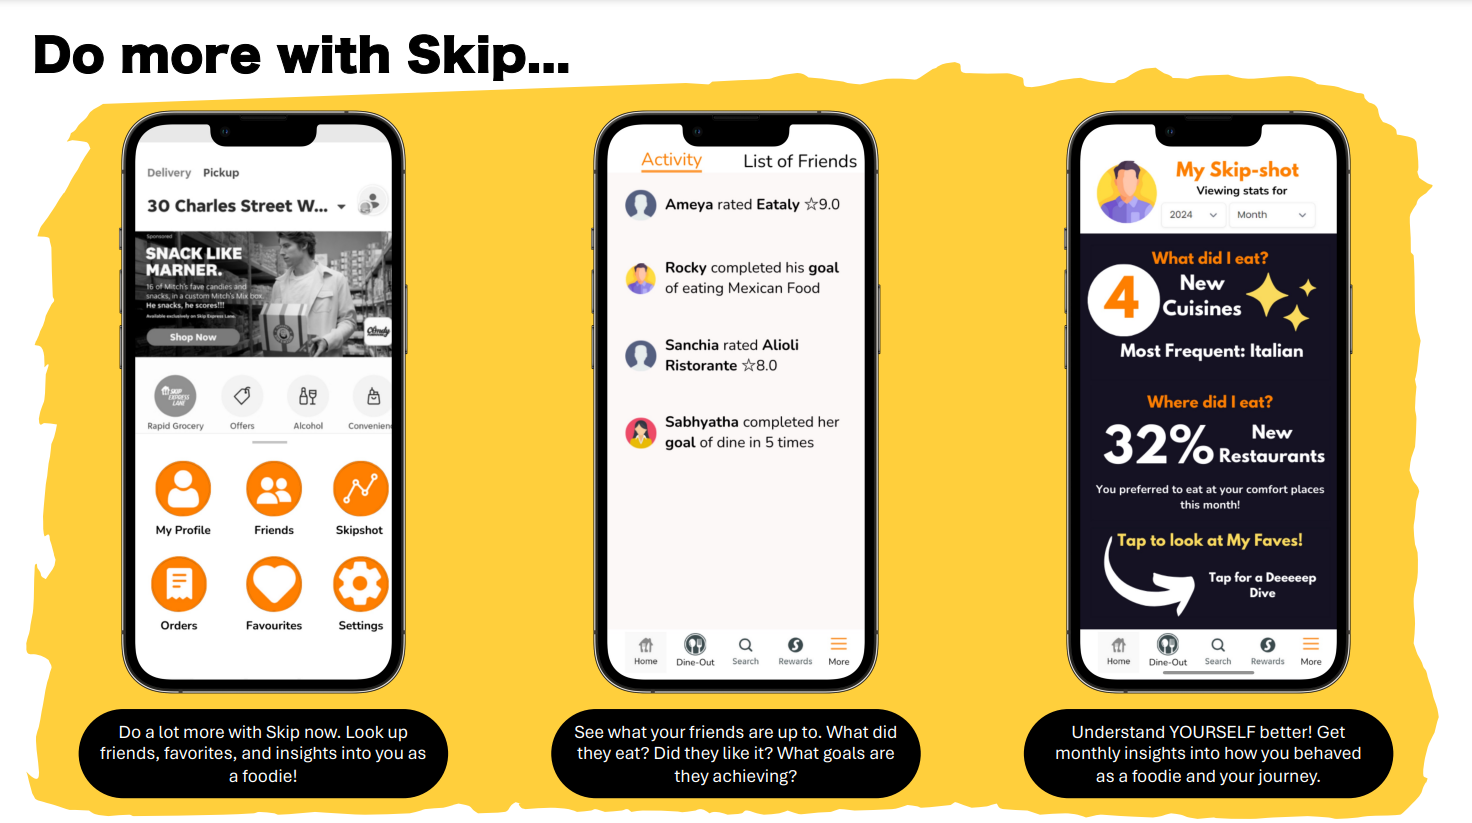 Do more with Skip...
Delivery Pickup
30 Charles Street W...
Sponsored
SNACK LIKE
MARNER.
16 of Mitch's fave candies and
snacks, in a custom Mitch's Mix box.
He snacks, he scores!!!
Available exclusively on Skip Express Lane.
Shop Now
SKIP
EXPRESS
LANE
Rapid Grocery
Offers
Alcohol
Convenien
My Profile
Friends
Skipshot
Orders
Favourites
Settings
Do a lot more with Skip now. Look up
friends, favorites, and insights into you as
a foodie!
Activity
List of Friends
Ameya rated Eataly ☆9.0
Rocky completed his goal
of eating Mexican Food
Sanchia rated Alioli
Ristorante ☆8.0
Sabhyatha completed her
goal of dine in 5 times
Home
Dine-Out
Search
Rewards
More
See what your friends are up to. What did
they eat? Did they like it? What goals are
they achieving?
My Skip-shot
Viewing stats for
2024
Month
What did I eat?
4
New
Cuisines
Most Frequent: Italian
Where did I eat?
32%
New
Restaurants
You preferred to eat at your comfort places
this month!
Tap to look at My Faves!
Tap for a Deeeeep
Dive
Home
Dine-Out
Search
Rewards
More
Understand YOURSELF better! Get
monthly insights into how you behaved
as a foodie and your journey.